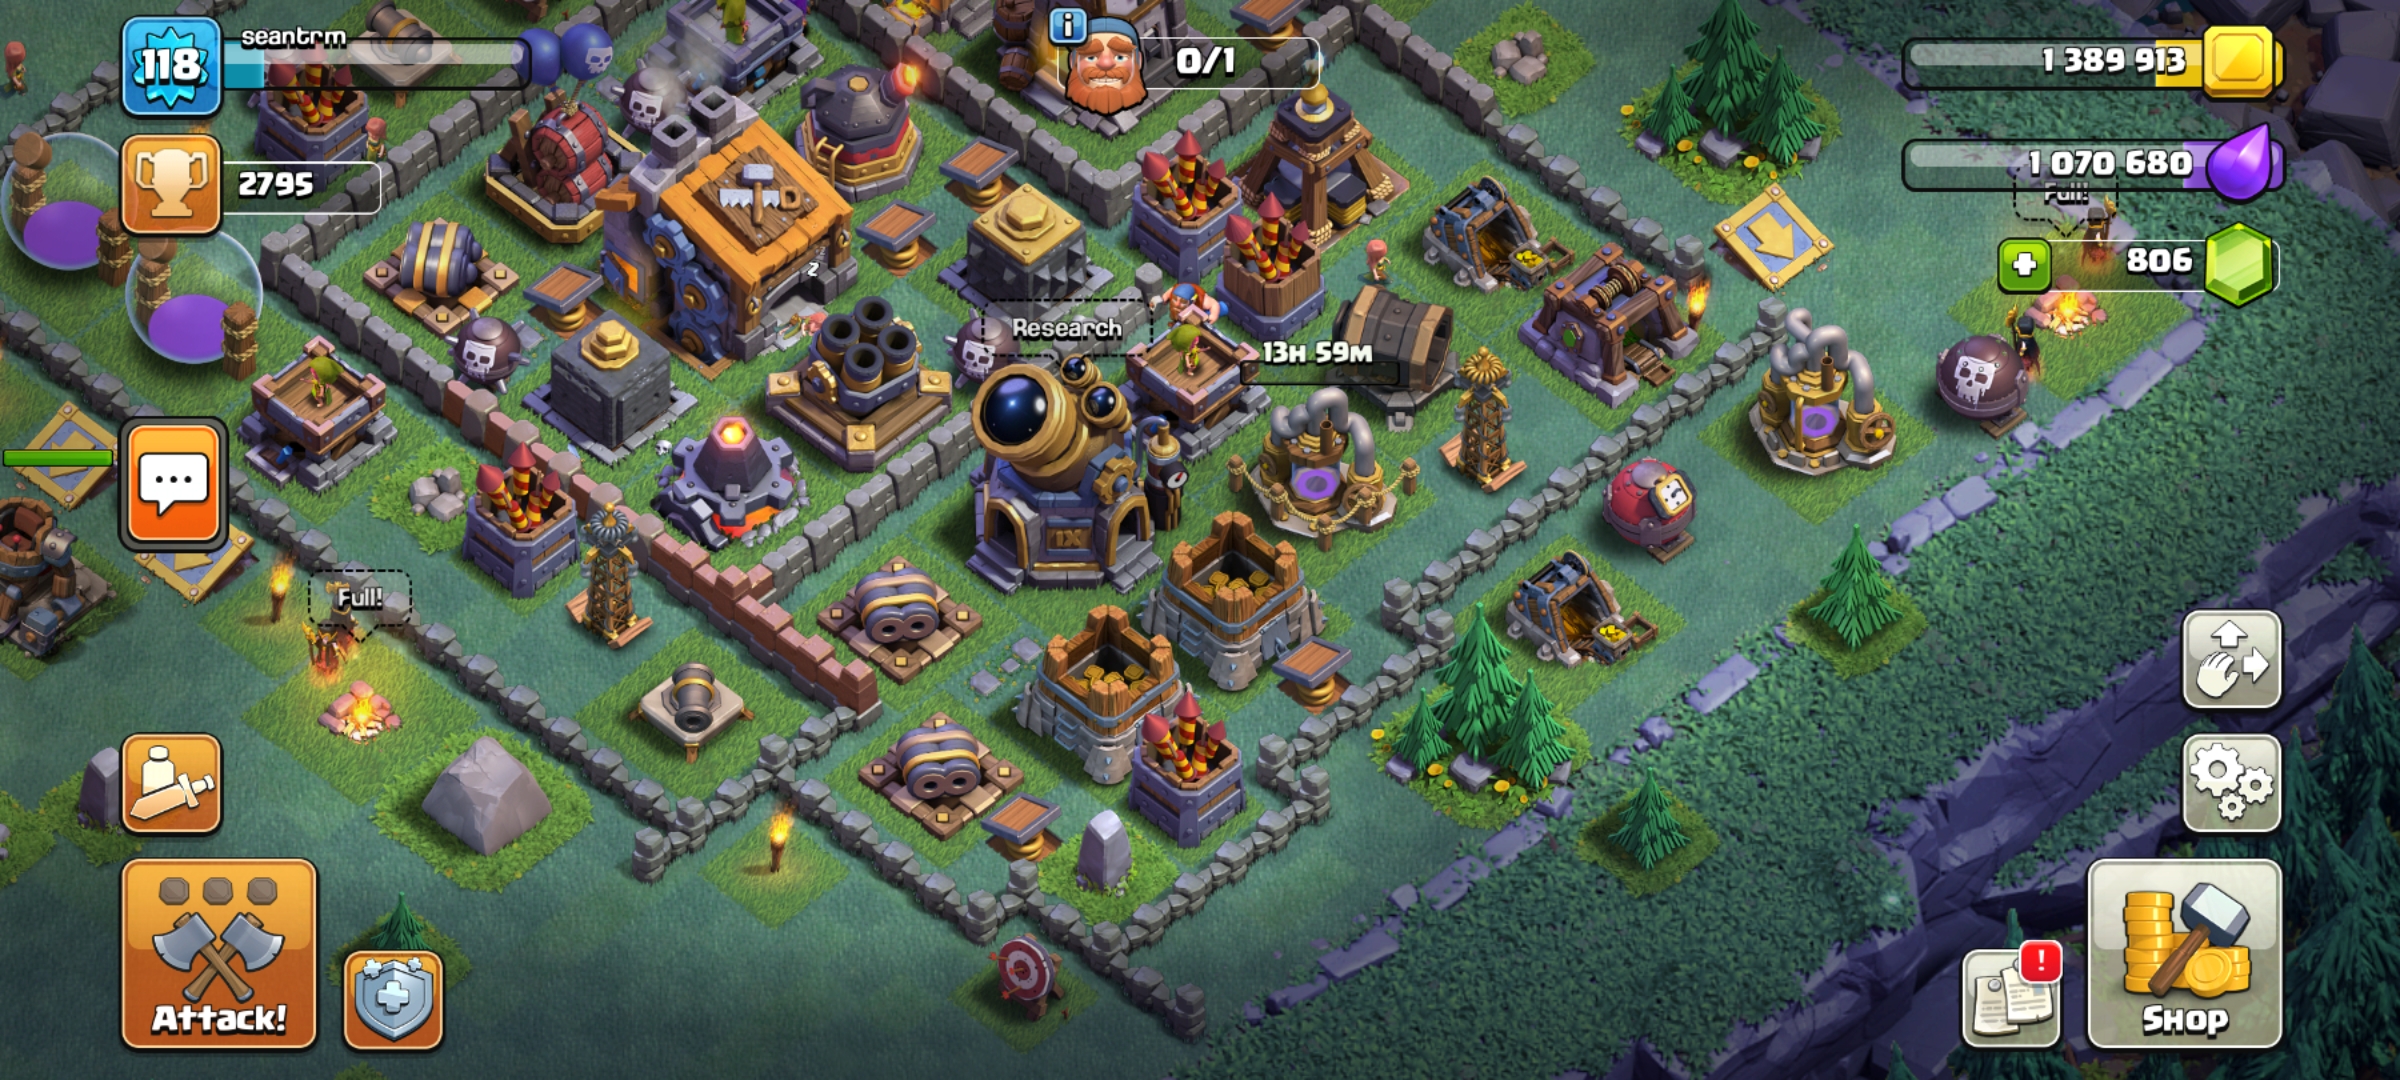 118
seantrm
0/1
1 389 913
2795
1 070 680
Full!
806
z
Research
13H 59M
IX
Full!
Attack!
!
Shop